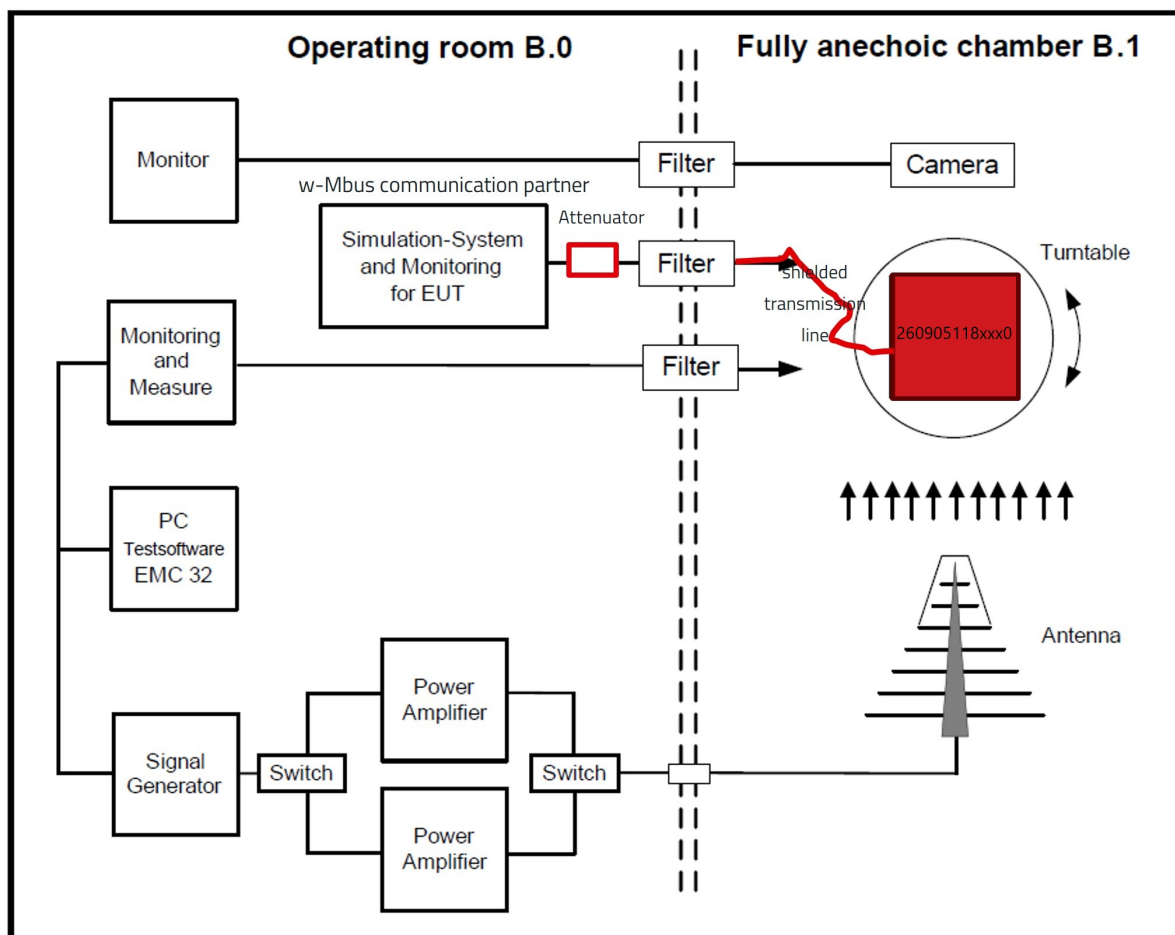 Operating room B.0
Fully anechoic chamber B.1
Monitor
Filter
Camera
w-Mbus communication partner
Attenuator
Simulation-System
and Monitoring
for EUT
Filter
shielded
transmission
line
Turntable
260905118xxx0
Monitoring
and
Measure
Filter
PC
Testsoftware
EMC 32
Antenna
Power
Amplifier
Signal
Generator
Switch
Switch
Power
Amplifier